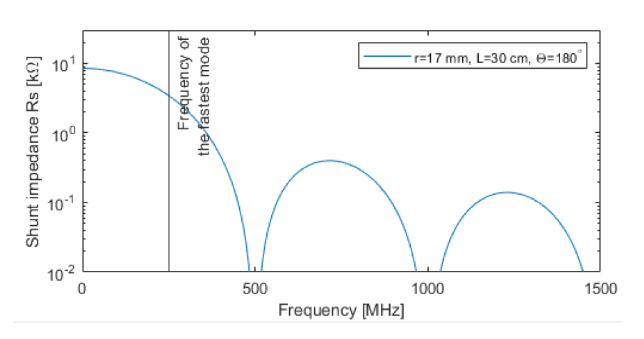 Shunt impedance Rs [kΩ]
10¹
10⁰
10⁻¹
10⁻²
Frequency of
the fastest mode
r=17 mm, L=30 cm, Θ=180°
0
500
1000
1500
Frequency [MHz]